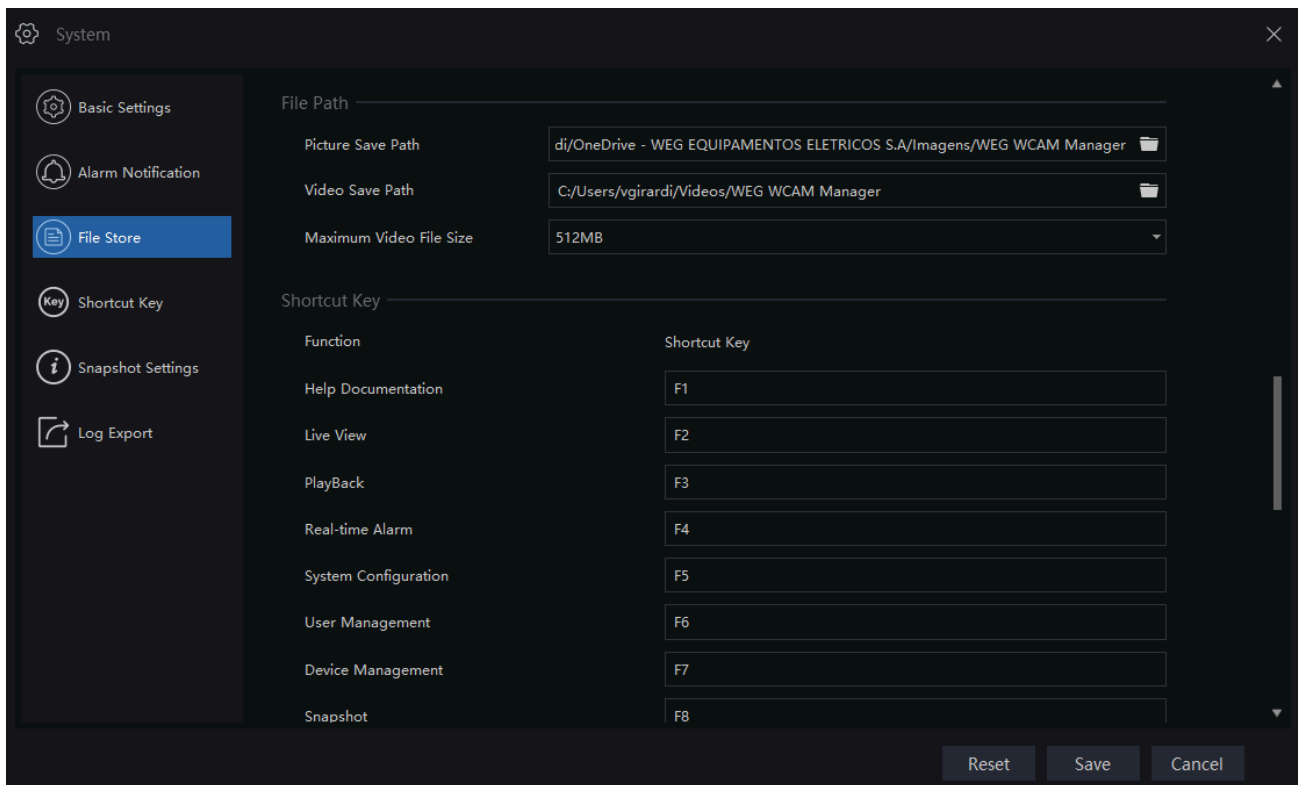 System
Basic Settings
Alarm Notification
File Store
Key Shortcut Key
Snapshot Settings
Log Export
File Path
Picture Save Path di/OneDrive - WEG EQUIPAMENTOS ELETRICOS S.A/Imagens/WEG WCAM Manager
Video Save Path C:/Users/vgirardi/Videos/WEG WCAM Manager
Maximum Video File Size 512MB
Shortcut Key
Function Shortcut Key
Help Documentation F1
Live View F2
PlayBack F3
Real-time Alarm F4
System Configuration F5
User Management F6
Device Management F7
Snapshot F8
Reset Save Cancel